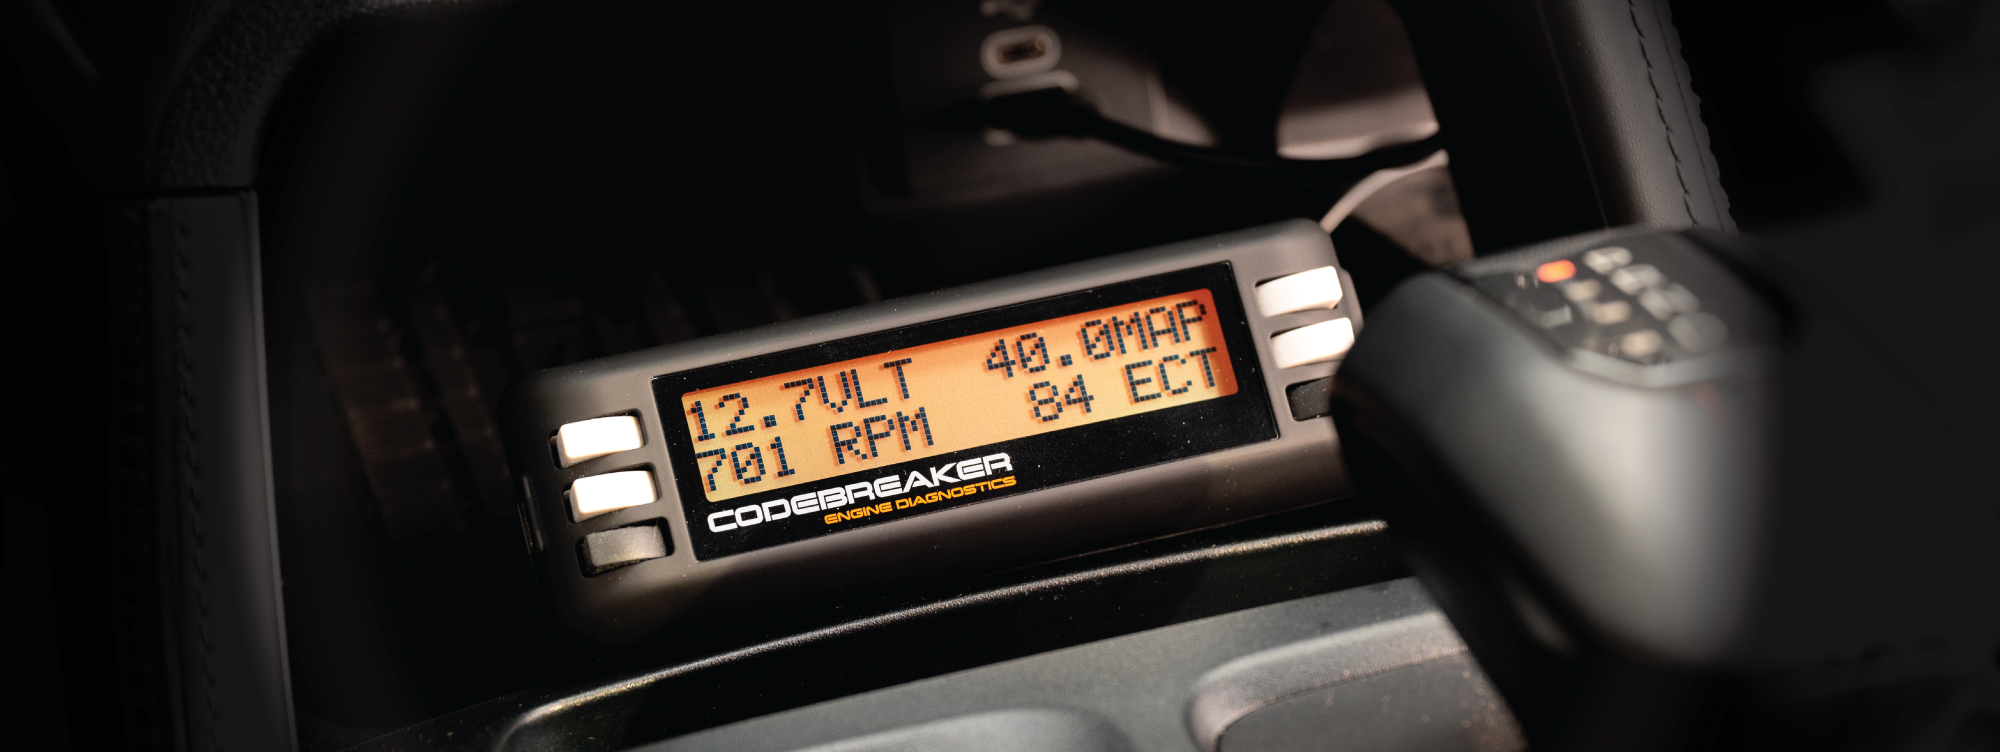 12.7VLT 40.0MAP
701 RPM 84 ECT
CODEBREAKER
ENGINE DIAGNOSTICS